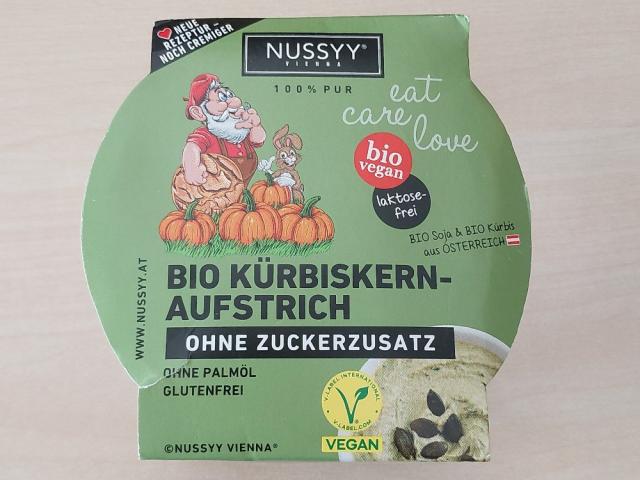 NEUE
REZEPTUR –
NOCH CREMIGER
NUSSYY®
VIENNA
100% PUR
eat
care
love
bio
vegan
laktose-
frei
BIO Soja & BIO Kürbis
aus ÖSTERREICH
WWW.NUSSYY.AT
BIO KÜRBISKERN-
AUFSTRICH
OHNE ZUCKERZUSATZ
OHNE PALMÖL
GLUTENFREI
V-LABEL INTERNATIONAL
V-LABEL.COM
VEGAN
©NUSSYY VIENNA®